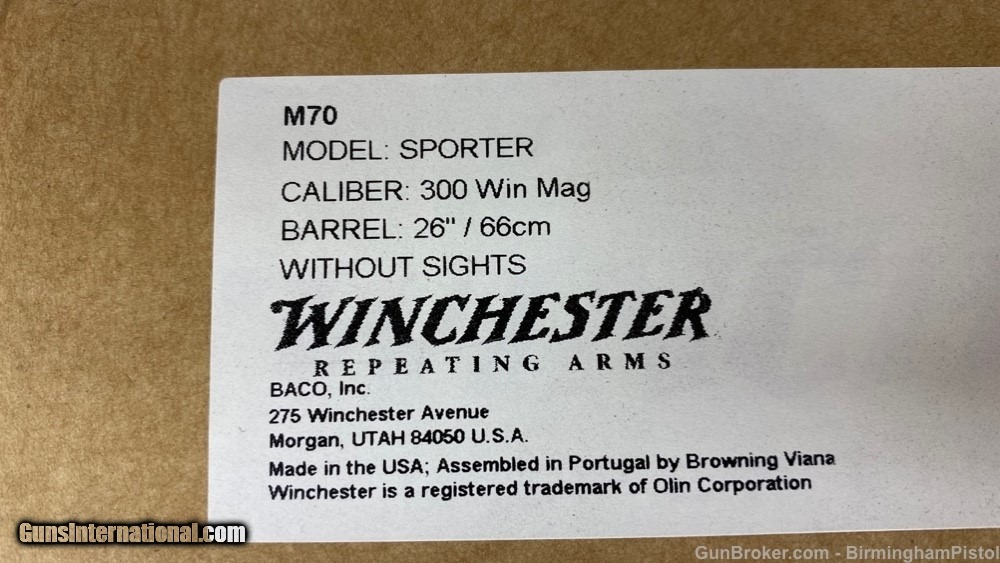 M70
MODEL: SPORTER
CALIBER: 300 Win Mag
BARREL: 26" / 66cm
WITHOUT SIGHTS
WINCHESTER
REPEATING ARMS
BACO, Inc.
275 Winchester Avenue
Morgan, UTAH 84050 U.S.A.
Made in the USA; Assembled in Portugal by Browning Viana
Winchester is a registered trademark of Olin Corporation
GunsInternational.com
GunBroker.com - BirminghamPistol